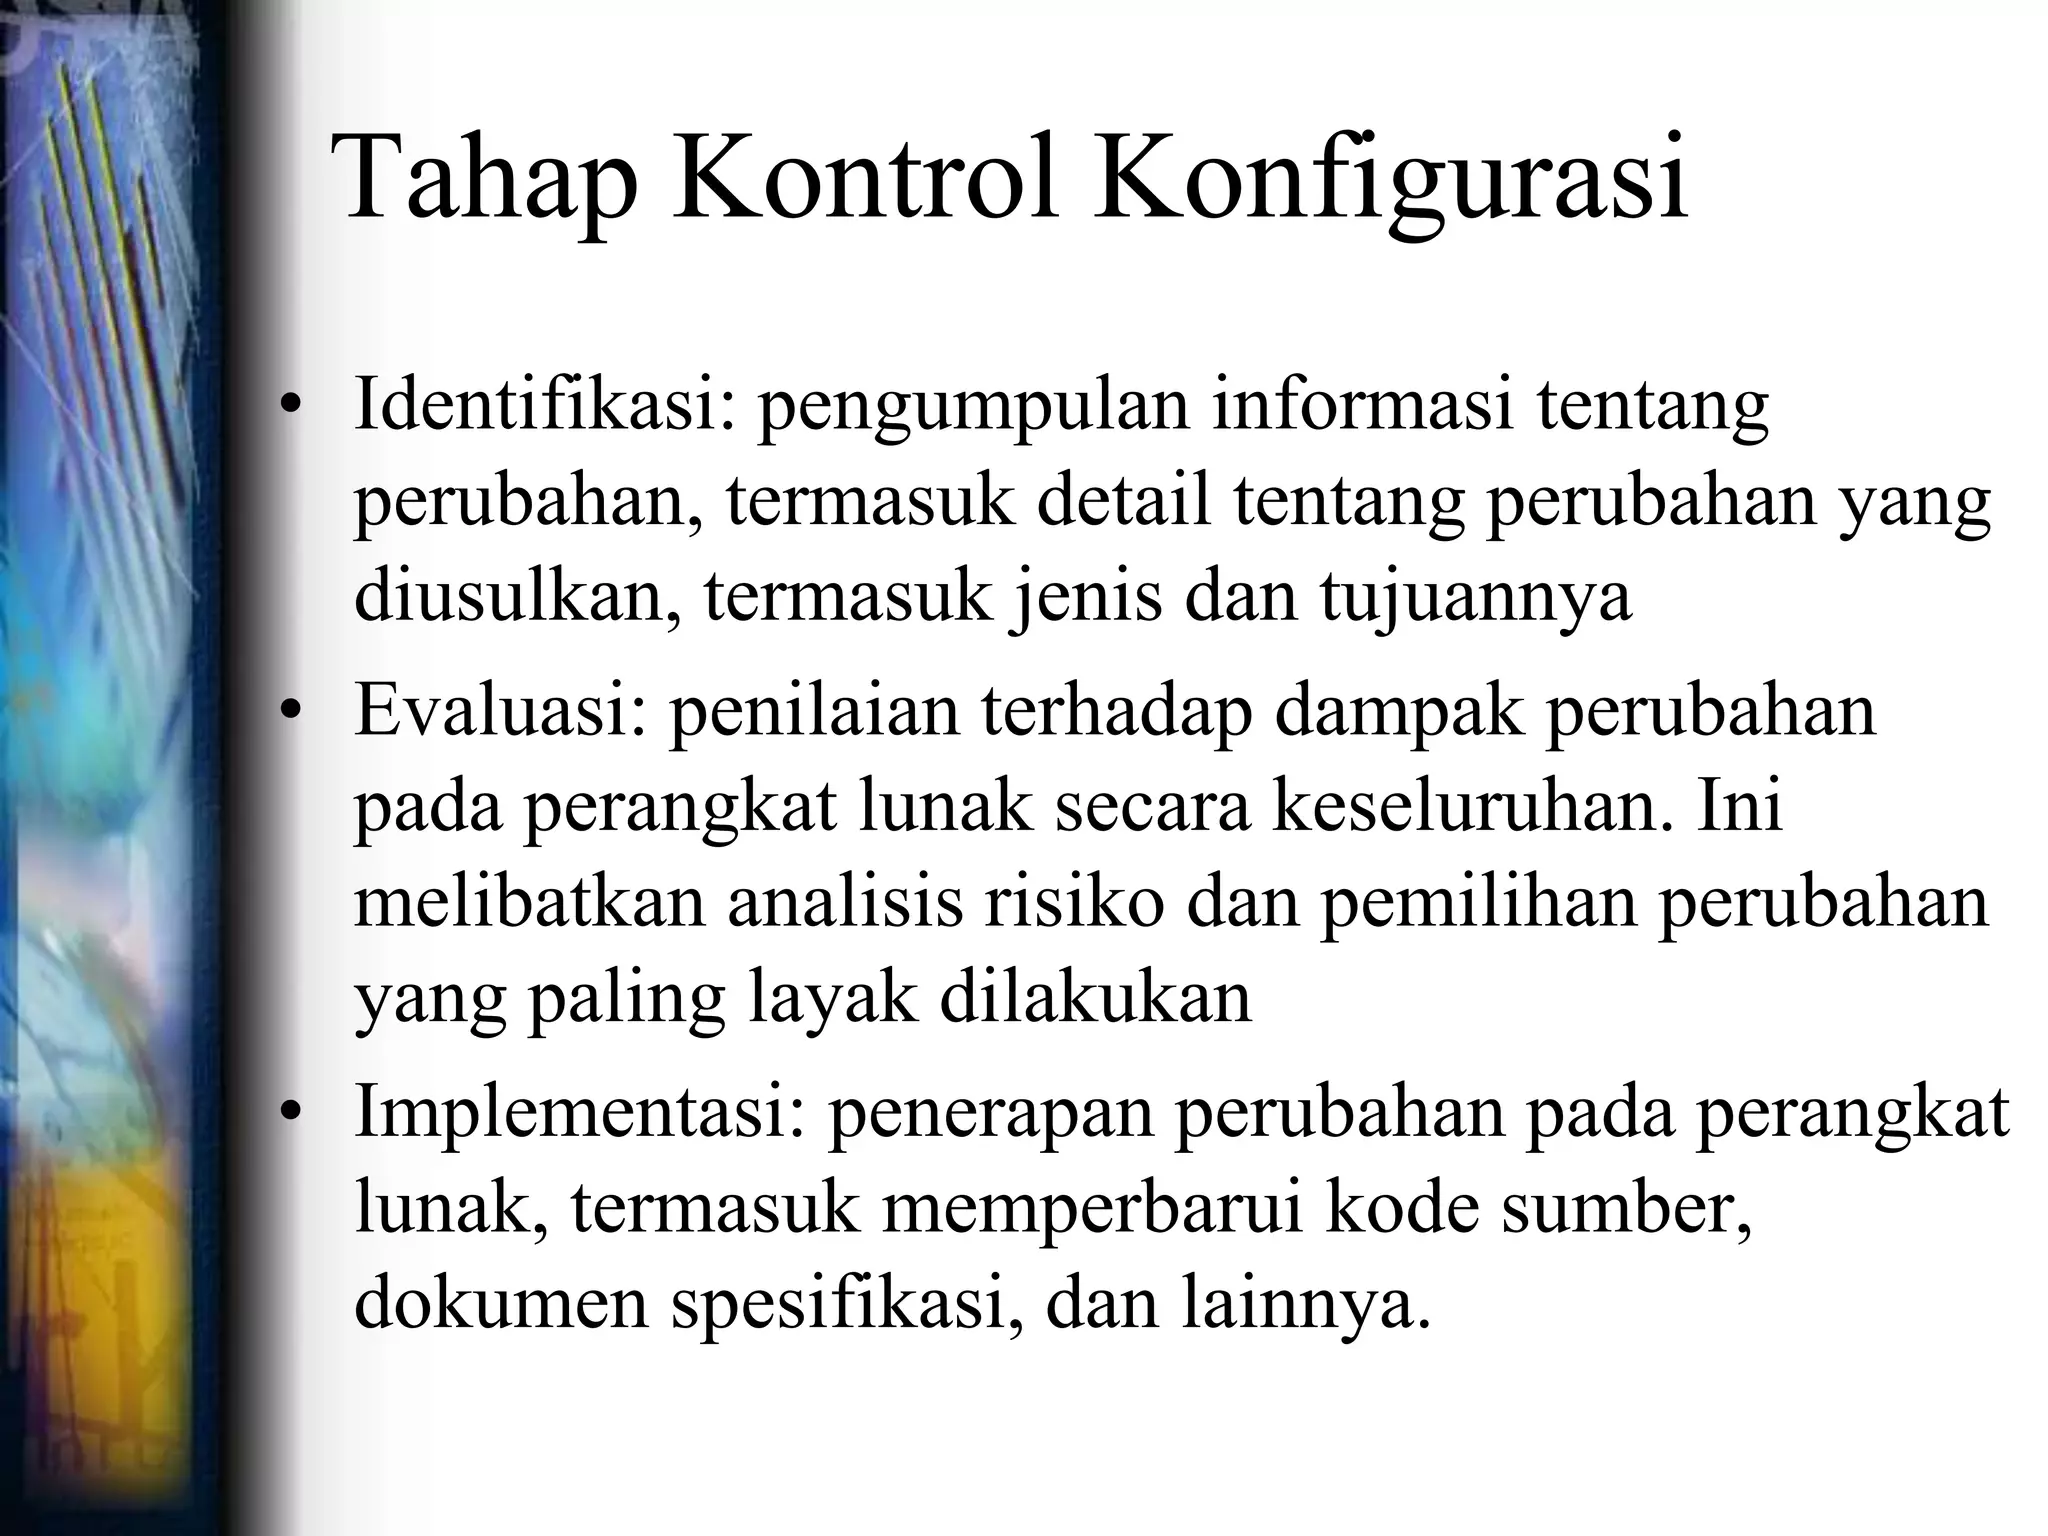 Tahap Kontrol Konfigurasi
• Identifikasi: pengumpulan informasi tentang
perubahan, termasuk detail tentang perubahan yang
diusulkan, termasuk jenis dan tujuannya
• Evaluasi: penilaian terhadap dampak perubahan
pada perangkat lunak secara keseluruhan. Ini
melibatkan analisis risiko dan pemilihan perubahan
yang paling layak dilakukan
• Implementasi: penerapan perubahan pada perangkat
lunak, termasuk memperbarui kode sumber,
dokumen spesifikasi, dan lainnya.